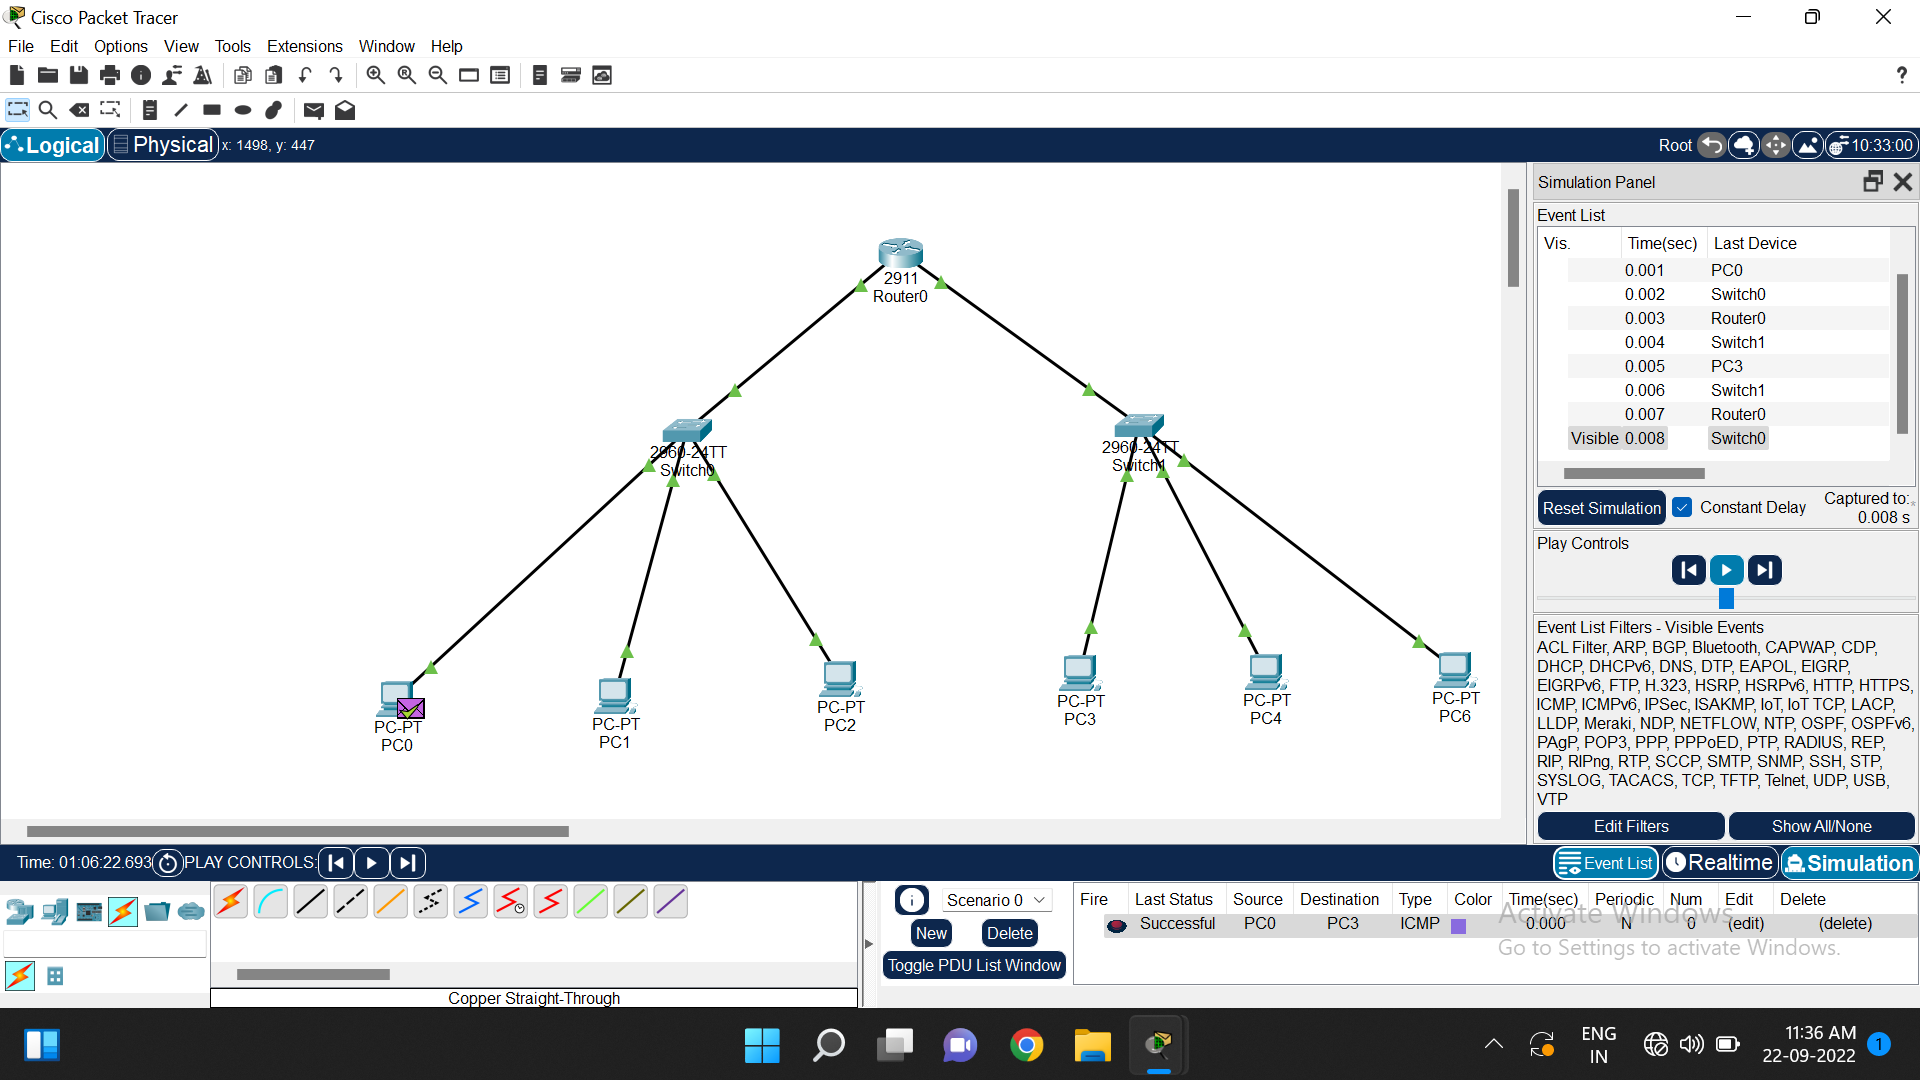 Cisco Packet Tracer
File Edit Options View Tools Extensions Window Help
?
Logical Physical x: 1498, y: 447
Root 10:33:00
2911
Router0
2960-24TT
Switch0
2960-24TT
Switch1
PC-PT
PC0
PC-PT
PC1
PC-PT
PC2
PC-PT
PC3
PC-PT
PC4
PC-PT
PC6
Simulation Panel
Event List
Vis. Time(sec) Last Device
0.001 PC0
0.002 Switch0
0.003 Router0
0.004 Switch1
0.005 PC3
0.006 Switch1
0.007 Router0
Visible 0.008 Switch0
Reset Simulation Constant Delay Captured to:
0.008 s
Play Controls
Event List Filters - Visible Events
ACL Filter, ARP, BGP, Bluetooth, CAPWAP, CDP,
DHCP, DHCPv6, DNS, DTP, EAPOL, EIGRP,
EIGRPv6, FTP, H.323, HSRP, HSRPv6, HTTP, HTTPS,
ICMP, ICMPv6, IPSec, ISAKMP, IoT, IoT TCP, LACP,
LLDP, Meraki, NDP, NETFLOW, NTP, OSPF, OSPFv6,
PAgP, POP3, PPP, PPPoED, PTP, RADIUS, REP,
RIP, RIPng, RTP, SCCP, SMTP, SNMP, SSH, STP,
SYSLOG, TACACS, TCP, TFTP, Telnet, UDP, USB,
VTP
Edit Filters Show All/None
Time: 01:06:22.693 PLAY CONTROLS:
Event List Realtime Simulation
Copper Straight-Through
Scenario 0
New Delete
Toggle PDU List Window
Fire Last Status Source Destination Type Color Time(sec) Periodic Num Edit Delete
Successful PC0 PC3 ICMP 0.000 N 0 (edit) (delete)
Activate Windows
Go to Settings to activate Windows.
ENG
IN
11:36 AM
22-09-2022
1